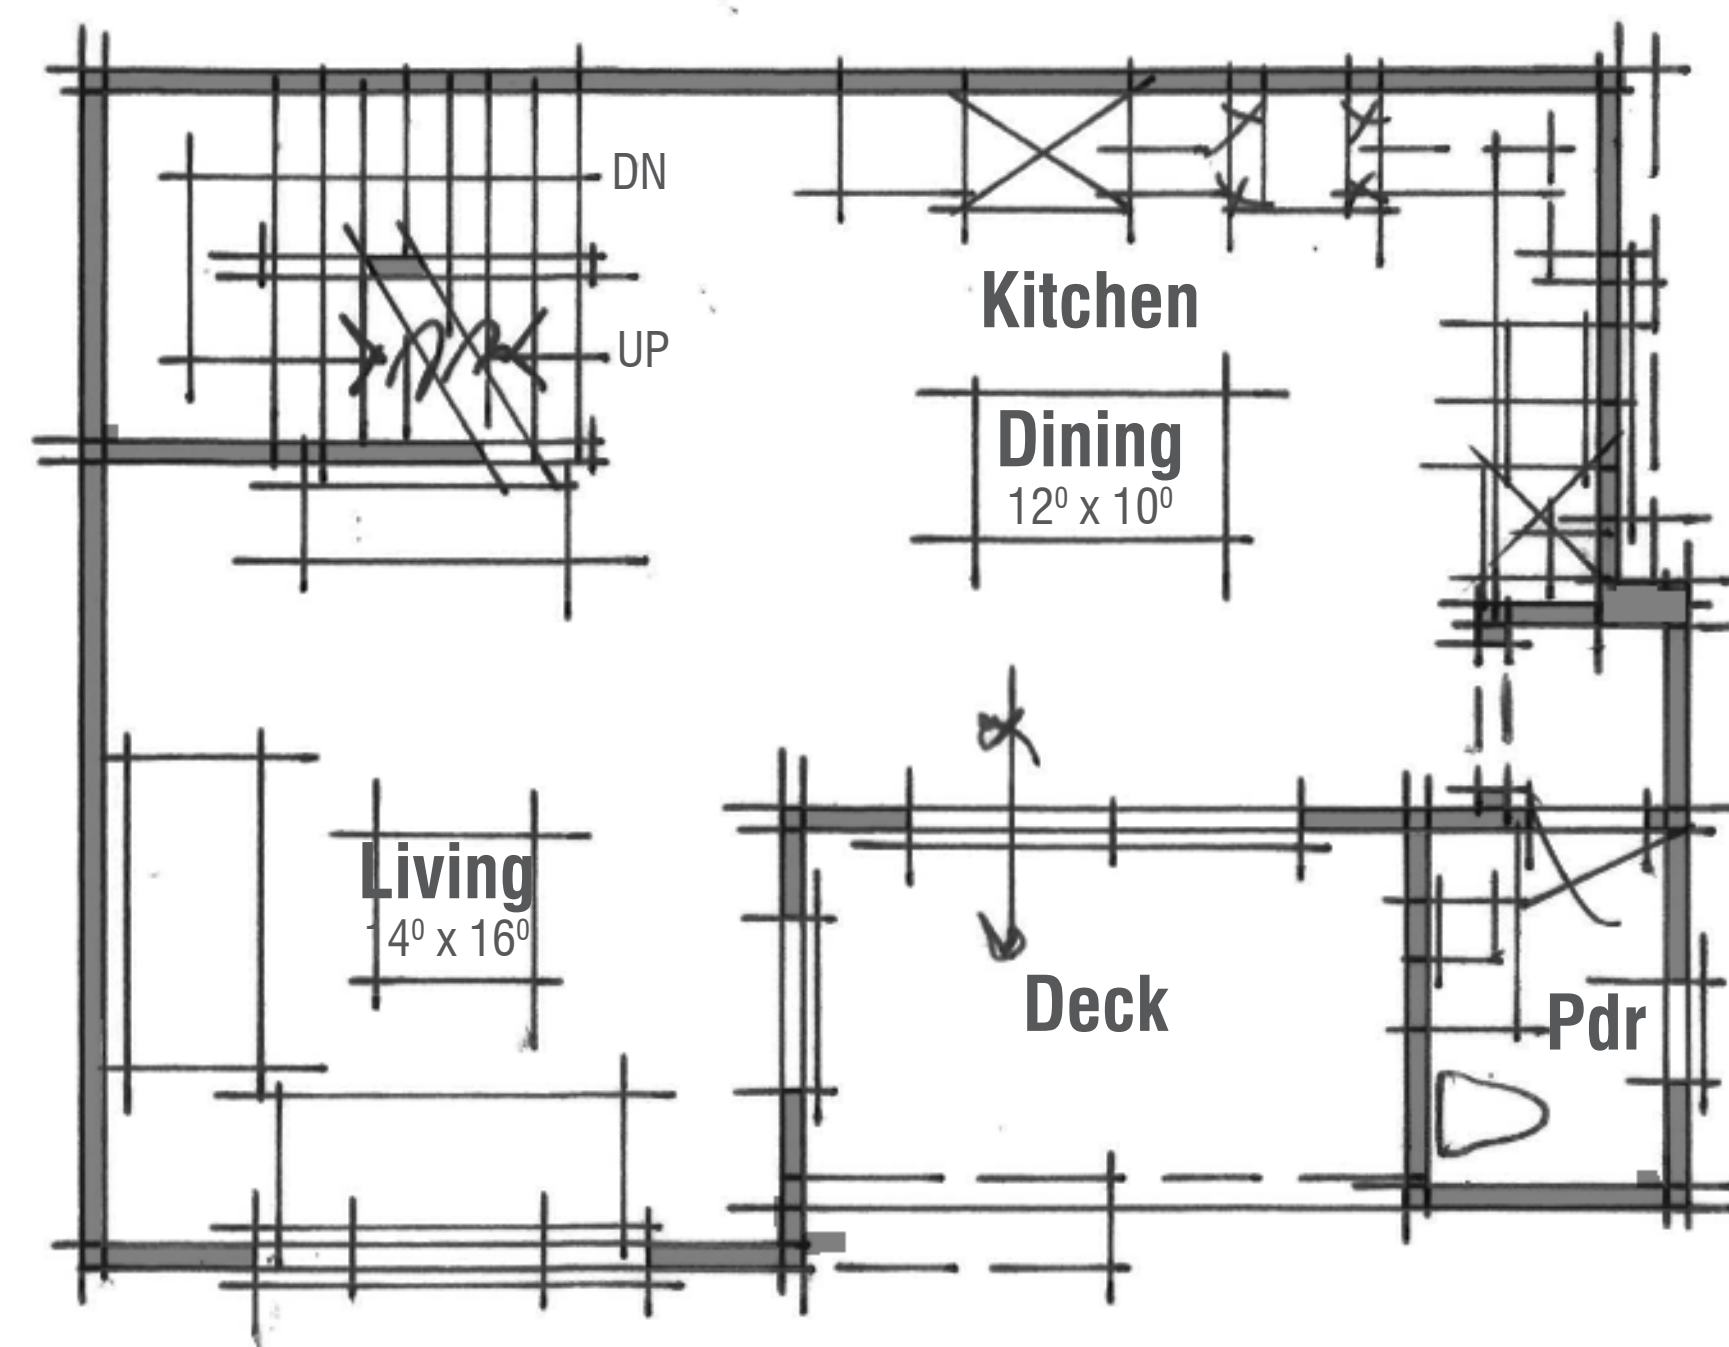 DN
UP
Kitchen
Dining
12⁰ x 10⁰
Living
14⁰ x 16⁰
Deck
Pdr